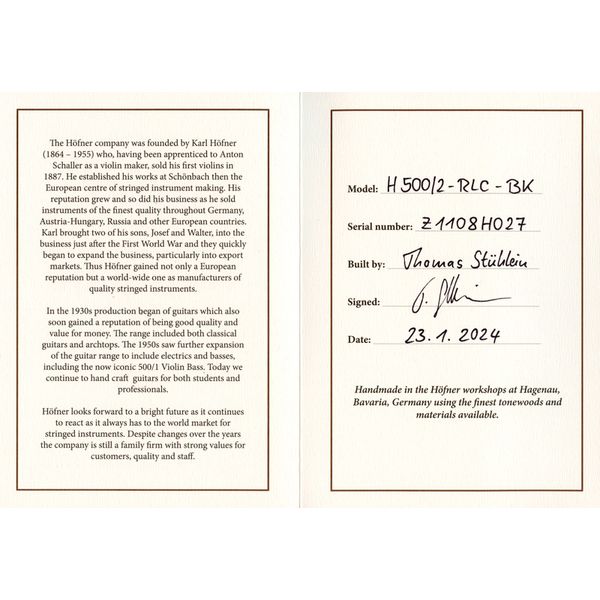 The Höfner company was founded by Karl Höfner
(1864 – 1955) who, having been apprenticed to Anton
Schaller as a violin maker, sold his first violins in
1887. He established his works at Schönbach then the
European centre of stringed instrument making. His
reputation grew and so did his business as he sold
instruments of the finest quality throughout Germany,
Austria-Hungary, Russia and other European countries.
Karl brought two of his sons, Josef and Walter, into the
business just after the First World War and they quickly
began to expand the business, particularly into export
markets. Thus Höfner gained not only a European
reputation but a world-wide one as manufacturers of
quality stringed instruments.
In the 1930s production began of guitars which also
soon gained a reputation of being good quality and
value for money. The range included both classical
guitars and archtops. The 1950s saw further expansion
of the guitar range to include electrics and basses,
including the now iconic 500/1 Violin Bass. Today we
continue to hand craft guitars for both students and
professionals.
Höfner looks forward to a bright future as it continues
to react as it always has to the world market for
stringed instruments. Despite changes over the years
the company is still a family firm with strong values for
customers, quality and staff.
Model: H500/2-RLC-BK
Serial number: Z1108H027
Built by: Thomas Stühlein
Signed:
Date: 23.1.2024
Handmade in the Höfner workshops at Hagenau,
Bavaria, Germany using the finest tonewoods and
materials available.